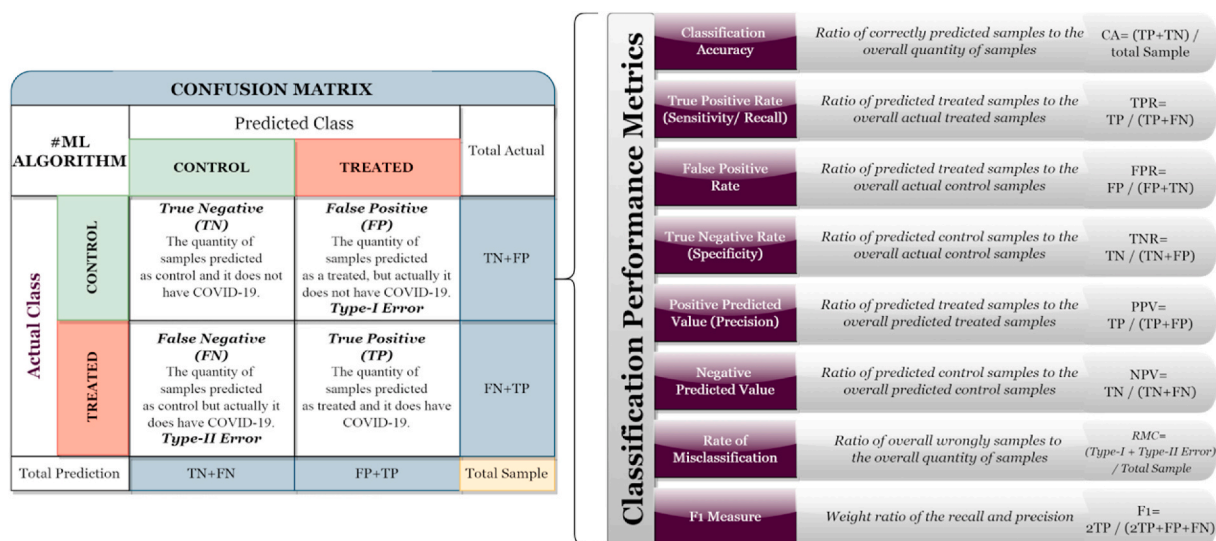 CONFUSION MATRIX
#ML
ALGORITHM
Predicted Class
Total Actual
CONTROL
TREATED
Actual Class
CONTROL
True Negative
(TN)
The quantity of
samples predicted
as control and it does not
have COVID-19.
False Positive
(FP)
The quantity of
samples predicted
as a treated, but actually it
does not have COVID-19.
Type-I Error
TN+FP
TREATED
False Negative
(FN)
The quantity of
samples predicted
as control but actually it
does have COVID-19.
Type-II Error
True Positive
(TP)
The quantity of
samples predicted
as treated and it does have
COVID-19.
FN+TP
Total Prediction
TN+FN
FP+TP
Total Sample
Classification Performance Metrics
Classification
Accuracy
Ratio of correctly predicted samples to the
overall quantity of samples
CA= (TP+TN) /
total Sample
True Positive Rate
(Sensitivity/ Recall)
Ratio of predicted treated samples to the
overall actual treated samples
TPR=
TP / (TP+FN)
False Positive
Rate
Ratio of predicted treated samples to the
overall actual control samples
FPR=
FP / (FP+TN)
True Negative Rate
(Specificity)
Ratio of predicted control samples to the
overall actual control samples
TNR=
TN / (TN+FP)
Positive Predicted
Value (Precision)
Ratio of predicted treated samples to the
overall predicted treated samples
PPV=
TP / (TP+FP)
Negative
Predicted Value
Ratio of predicted control samples to the
overall predicted control samples
NPV=
TN / (TN+FN)
Rate of
Misclassification
Ratio of overall wrongly samples to
the overall quantity of samples
RMC=
(Type-I + Type-II Error)
/ Total Sample
F1 Measure
Weight ratio of the recall and precision
F1=
2TP / (2TP+FP+FN)